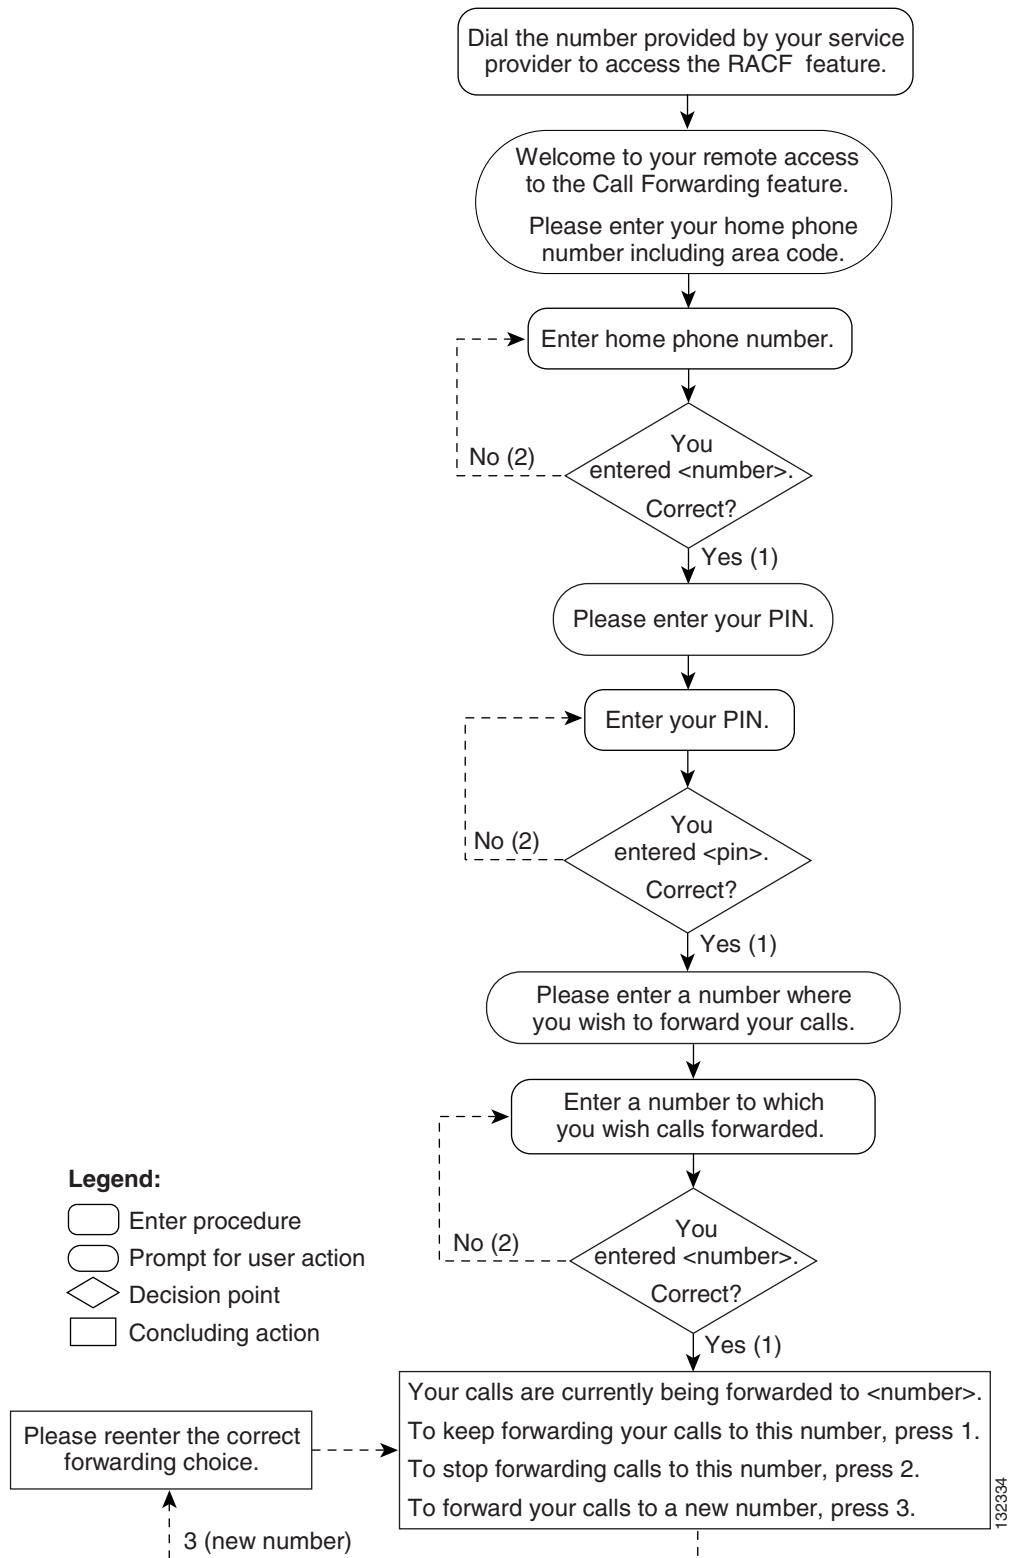 Dial the number provided by your service
provider to access the RACF feature.
Welcome to your remote access
to the Call Forwarding feature.
Please enter your home phone
number including area code.
Enter home phone number.
You
entered <number>.
Correct?
No (2)
Yes (1)
Please enter your PIN.
Enter your PIN.
You
entered <pin>.
Correct?
No (2)
Yes (1)
Please enter a number where
you wish to forward your calls.
Enter a number to which
you wish calls forwarded.
You
entered <number>.
Correct?
No (2)
Yes (1)
Legend:
Enter procedure
Prompt for user action
Decision point
Concluding action
Your calls are currently being forwarded to <number>.
To keep forwarding your calls to this number, press 1.
To stop forwarding calls to this number, press 2.
To forward your calls to a new number, press 3.
Please reenter the correct
forwarding choice.
3 (new number)
132334